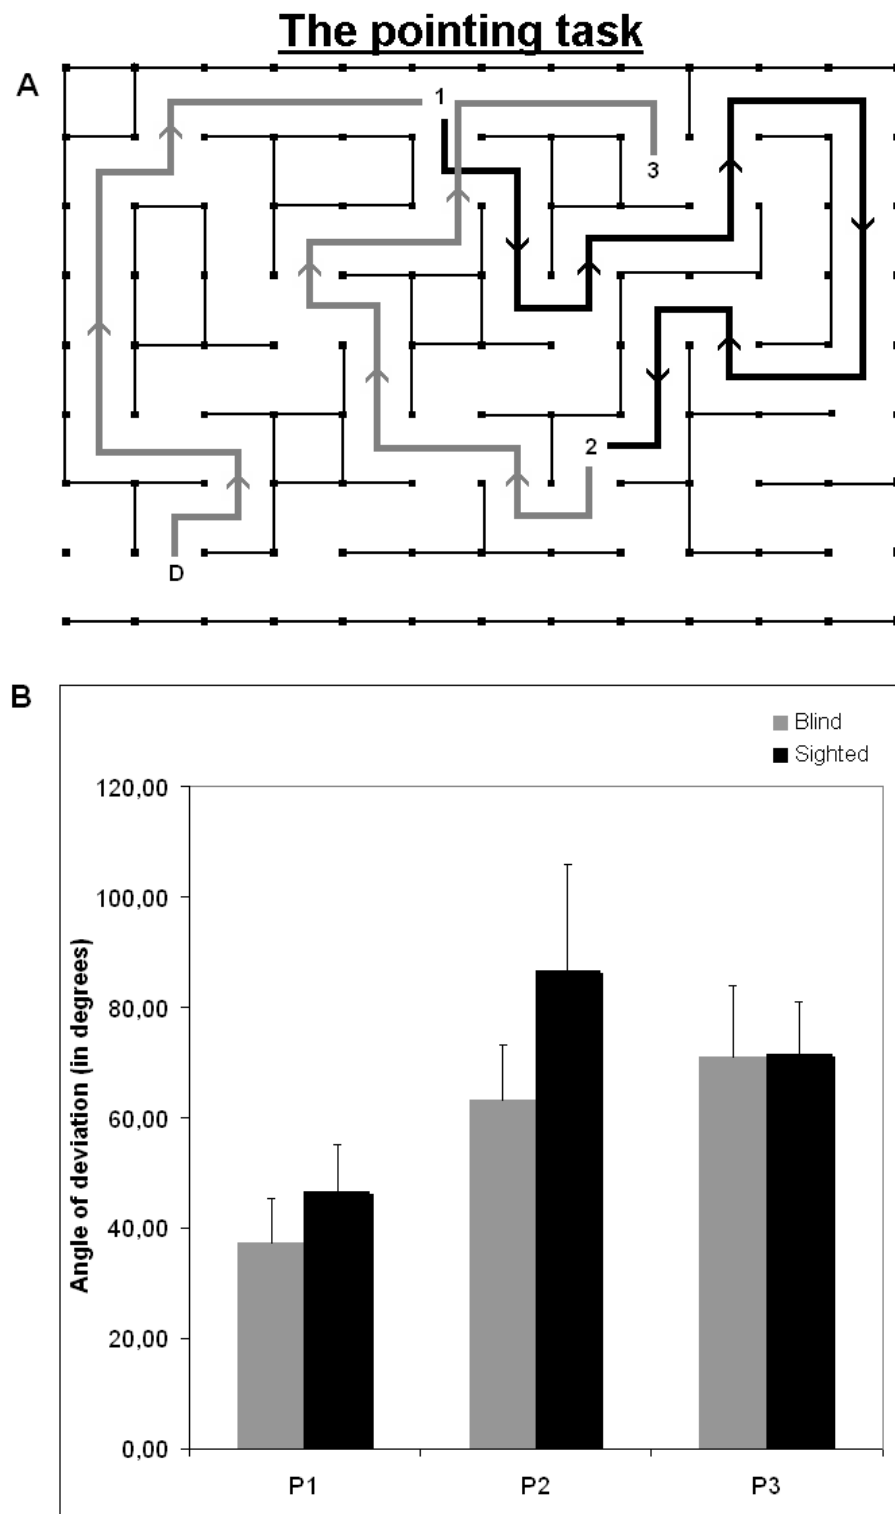 The pointing task
A
1
3
2
D
B
Blind
Sighted
120,00
100,00
80,00
60,00
40,00
20,00
0,00
Angle of deviation (in degrees)
P1 P2 P3